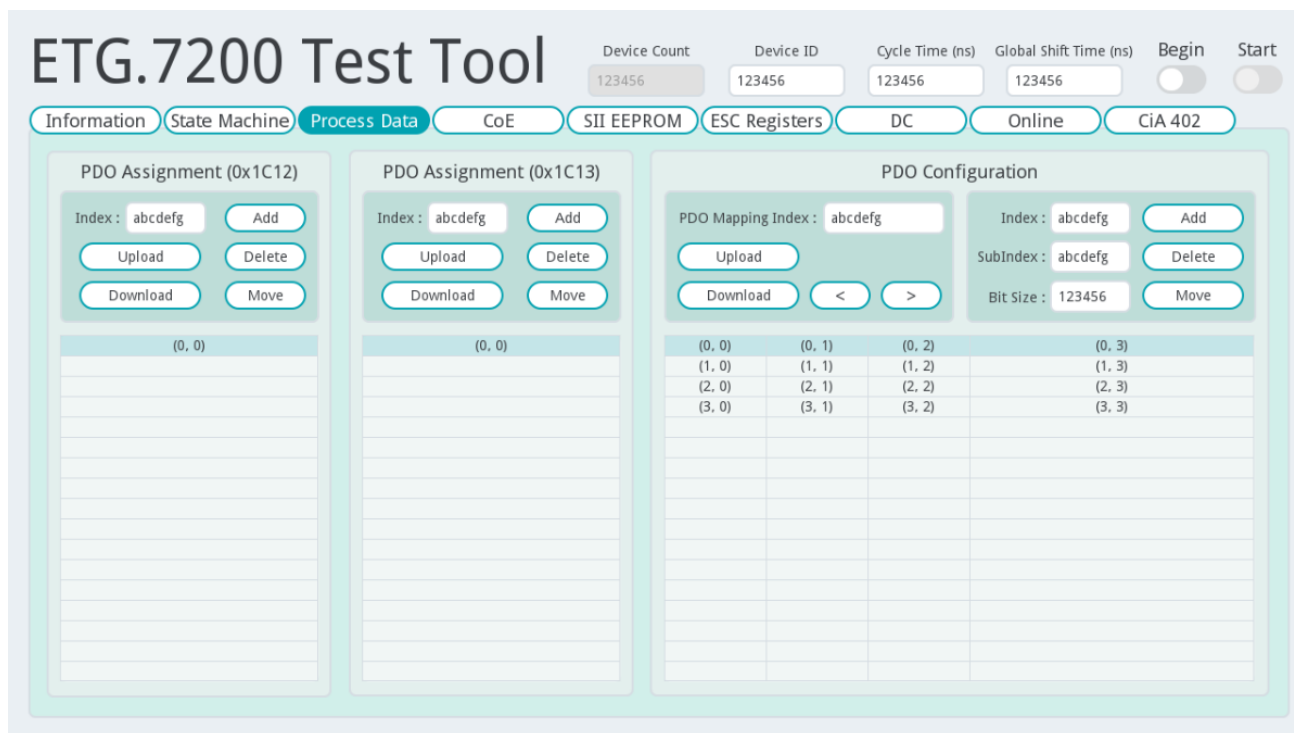 ETG.7200 Test Tool
Device Count Device ID Cycle Time (ns) Global Shift Time (ns) Begin Start
123456 123456 123456 123456
Information State Machine Process Data CoE SII EEPROM ESC Registers DC Online CiA 402
PDO Assignment (0x1C12)
Index : abcdefg Add
Upload Delete
Download Move
(0, 0)
PDO Assignment (0x1C13)
Index : abcdefg Add
Upload Delete
Download Move
(0, 0)
PDO Configuration
PDO Mapping Index : abcdefg
Upload
Download < >
Index : abcdefg Add
SubIndex : abcdefg Delete
Bit Size : 123456 Move
(0, 0) (0, 1) (0, 2) (0, 3)
(1, 0) (1, 1) (1, 2) (1, 3)
(2, 0) (2, 1) (2, 2) (2, 3)
(3, 0) (3, 1) (3, 2) (3, 3)